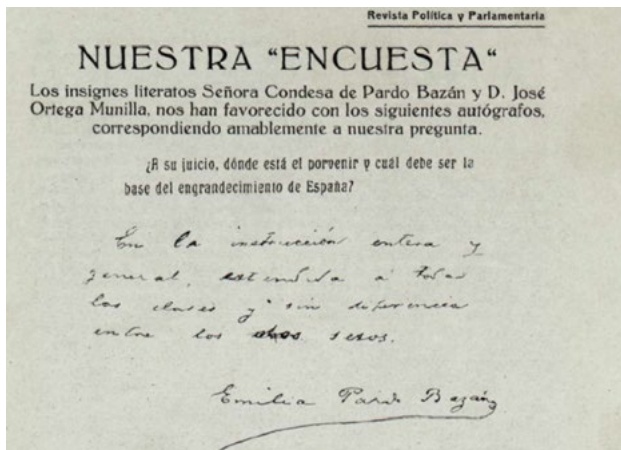 Revista Política y Parlamentaria
NUESTRA "ENCUESTA"
Los insignes literatos Señora Condesa de Pardo Bazán y D. José
Ortega Munilla, nos han favorecido con los siguientes autógrafos,
correspondiendo amablemente a nuestra pregunta.
¿A su juicio, dónde está el porvenir y cuál debe ser la
base del engrandecimiento de España?
En la instrucción entera y
general, extendida á todas
las clases y sin diferencia
entre los dos sexos.
Emilia Pardo Bazán